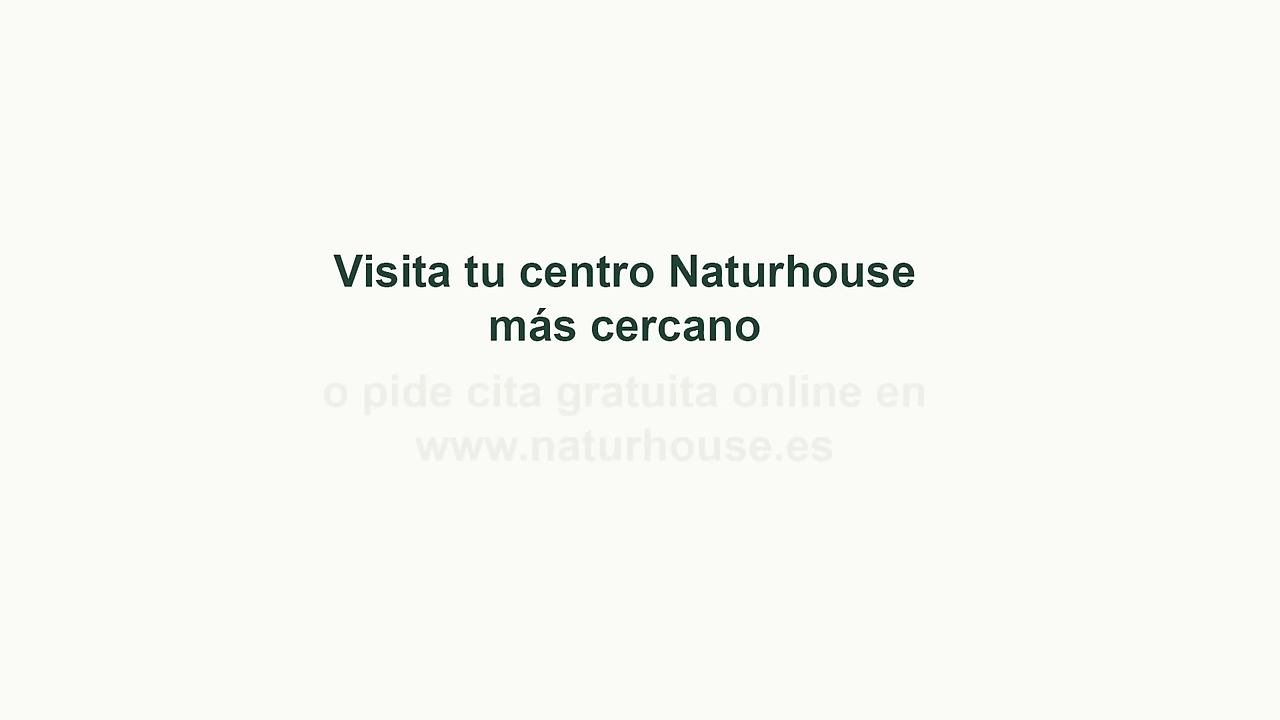 Visita tu centro Naturhouse
más cercano
o pide cita gratuita online en
www.naturhouse.es